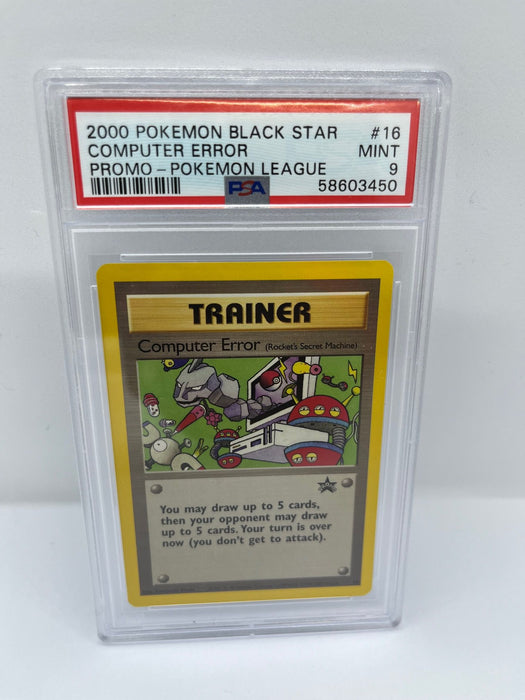 2000 POKEMON BLACK STAR #16
COMPUTER ERROR MINT
PROMO - POKEMON LEAGUE 9
PSA 58603450
TRAINER
Computer Error (Rocket's Secret Machine)
You may draw up to 5 cards,
then your opponent may draw
up to 5 cards. Your turn is over
now (you don't get to attack).